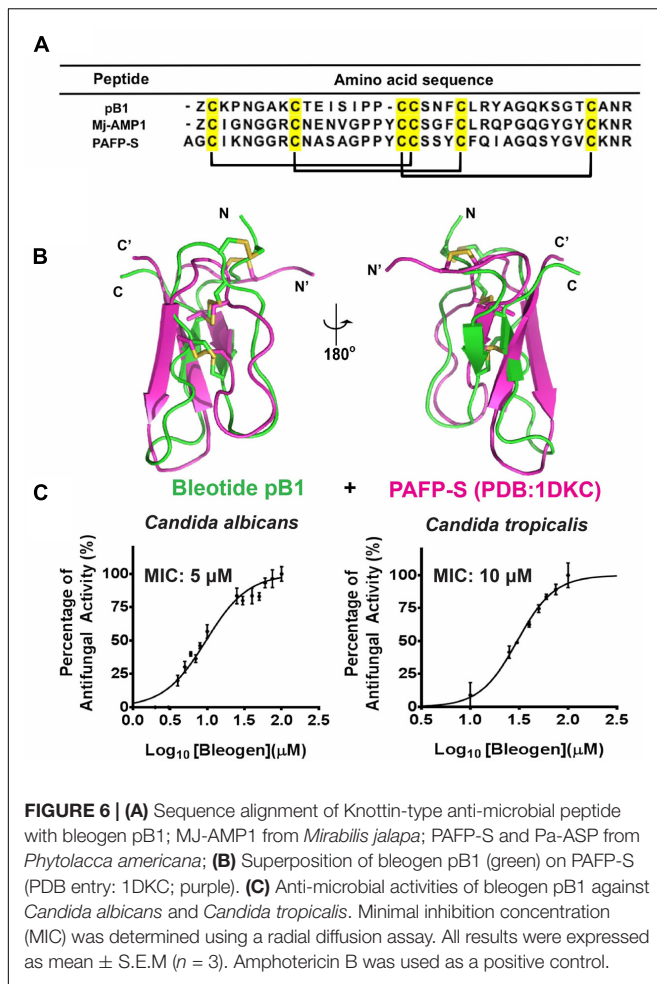 A
Peptide Amino acid sequence
pB1 - Z C K P N G A K C T E I S I P P - C C S N F C L R Y A G Q K S G T C A N R
Mj-AMP1 - Z C I G N G G R C N E N V G P P Y C C S G F C L R Q P G Q G Y G Y C K N R
PAFP-S A G C I K N G G R C N A S A G P P Y C C S S Y C F Q I A G Q S Y G V C K N R
B
N
C'
C
N'
180°
N
N'
C'
C
Bleotide pB1 + PAFP-S (PDB:1DKC)
C
Candida albicans
MIC: 5 µM
Percentage of
Antifungal Activity (%)
100
75
50
25
0.0 0.5 1.0 1.5 2.0 2.5
Log10 [Bleogen](µM)
Candida tropicalis
MIC: 10 µM
Percentage of
Antifungal Activity (%)
100
75
50
25
0.5 1.0 1.5 2.0 2.5
Log10 [Bleogen](µM)
FIGURE 6 | (A) Sequence alignment of Knottin-type anti-microbial peptide
with bleogen pB1; MJ-AMP1 from Mirabilis jalapa; PAFP-S and Pa-ASP from
Phytolacca americana; (B) Superposition of bleogen pB1 (green) on PAFP-S
(PDB entry: 1DKC; purple). (C) Anti-microbial activities of bleogen pB1 against
Candida albicans and Candida tropicalis. Minimal inhibition concentration
(MIC) was determined using a radial diffusion assay. All results were expressed
as mean ± S.E.M (n = 3). Amphotericin B was used as a positive control.